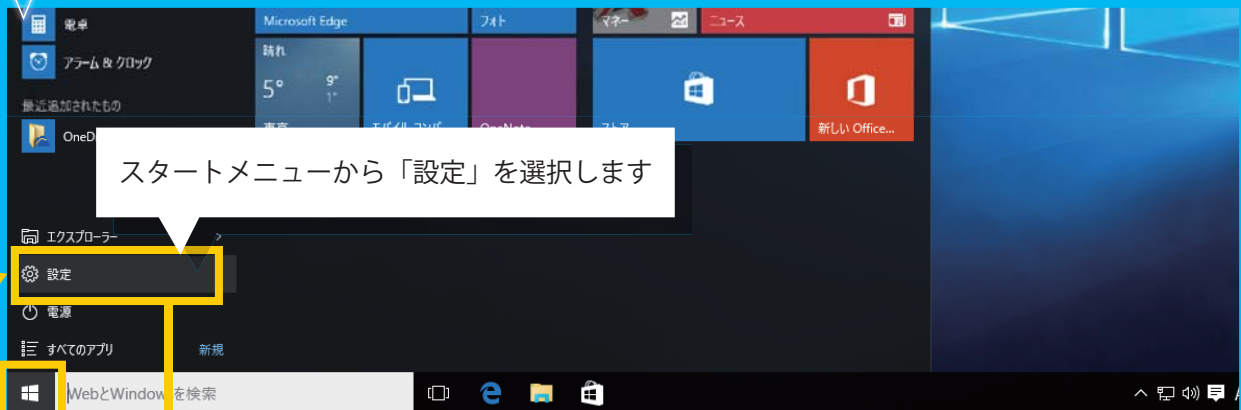 電卓
Microsoft Edge
フォト
マネー
ニュース
アラーム & クロック
晴れ
5°
9°
1°
最近追加されたもの
東京
ストア
新しい Office...
OneD
OneNote
スタートメニューから「設定」を選択します
エクスプローラー
設定
電源
すべてのアプリ
新規
WebとWindowsを検索